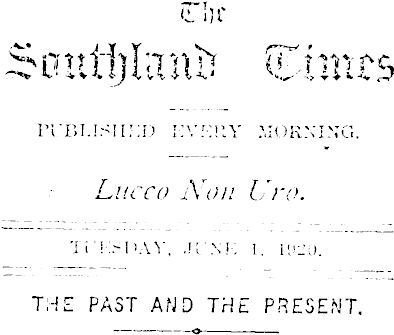 The
Southland Times
PUBLISHED EVERY MORNING.
Lucco Non Uro.
TUESDAY, JUNE 1, 1920.
THE PAST AND THE PRESENT.